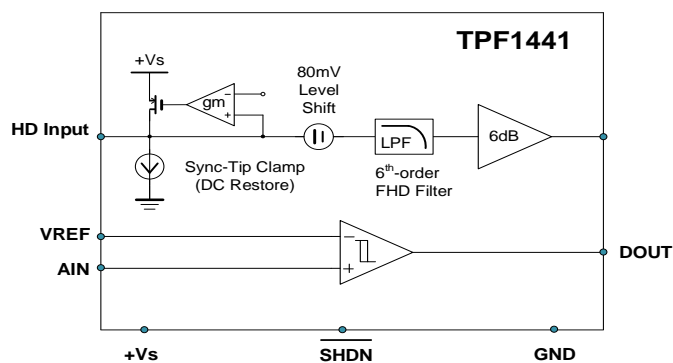 TPF1441
+Vs
gm
−
+
80mV
Level
Shift
HD Input
LPF
6dB
Sync-Tip Clamp
(DC Restore)
6th-order
FHD Filter
VREF
−
AIN
+
DOUT
+Vs
SHDN
GND